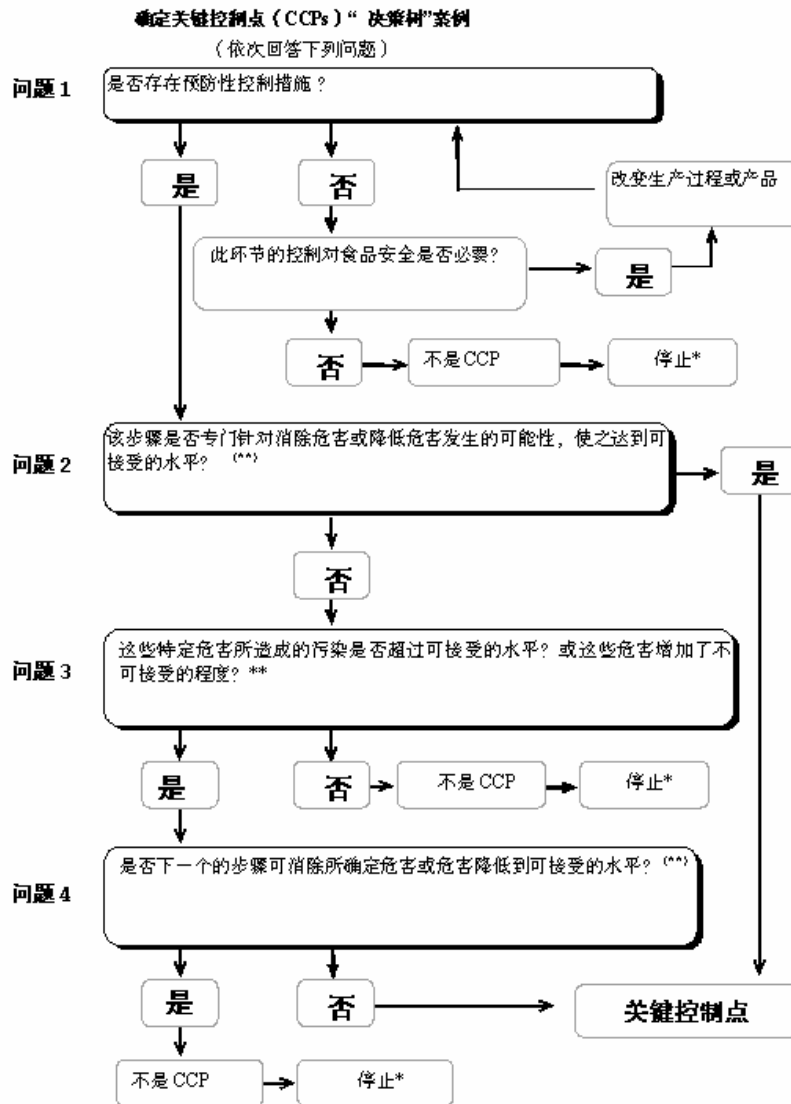 确定关键控制点（CCPs）“ 决策树”案例
（依次回答下列问题）
问题 1
是否存在预防性控制措施？
是
否
改变生产过程或产品
此环节的控制对食品安全是否必要？
是
否
不是 CCP
停止*
问题 2
该步骤是否专门针对消除危害或降低危害发生的可能性，使之达到可
接受的水平？ (**)
是
否
问题 3
这些特定危害所造成的污染是否超过可接受的水平？或这些危害增加了不
可接受的程度？**
是
否
不是 CCP
停止*
问题 4
是否下一个的步骤可消除所确定危害或危害降低到可接受的水平？(**)
是
否
关键控制点
不是 CCP
停止*